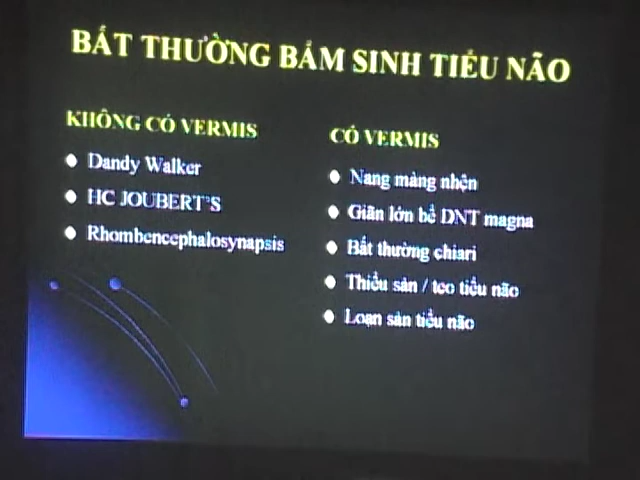 BẤT THƯỜNG BẨM SINH TIỂU NÃO
KHÔNG CÓ VERMIS
Dandy Walker
HC JOUBERT'S
Rhombencephalosynapsis
CÓ VERMIS
Nang màng nhện
Giãn lớn bể DNT magna
Bất thường chiari
Thiểu sản / teo tiểu não
Loạn sản tiểu não